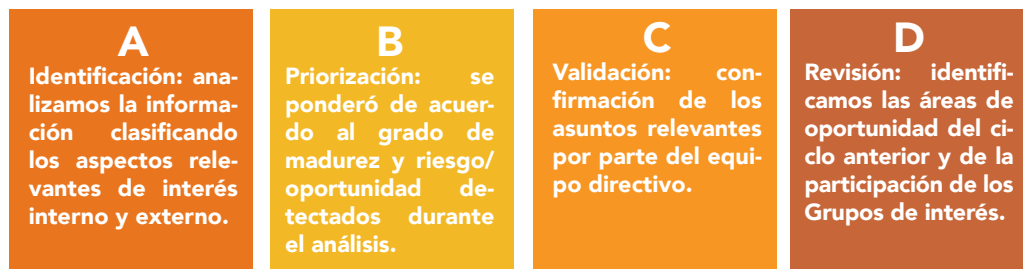 A
Identificación: ana-
lizamos la informa-
ción clasificando
los aspectos rele-
vantes de interés
interno y externo.
B
Priorización: se
ponderó de acuer-
do al grado de
madurez y riesgo/
oportunidad de-
tectados durante
el análisis.
C
Validación: con-
firmación de los
asuntos relevantes
por parte del equi-
po directivo.
D
Revisión: identifi-
camos las áreas de
oportunidad del ci-
clo anterior y de la
participación de los
Grupos de interés.